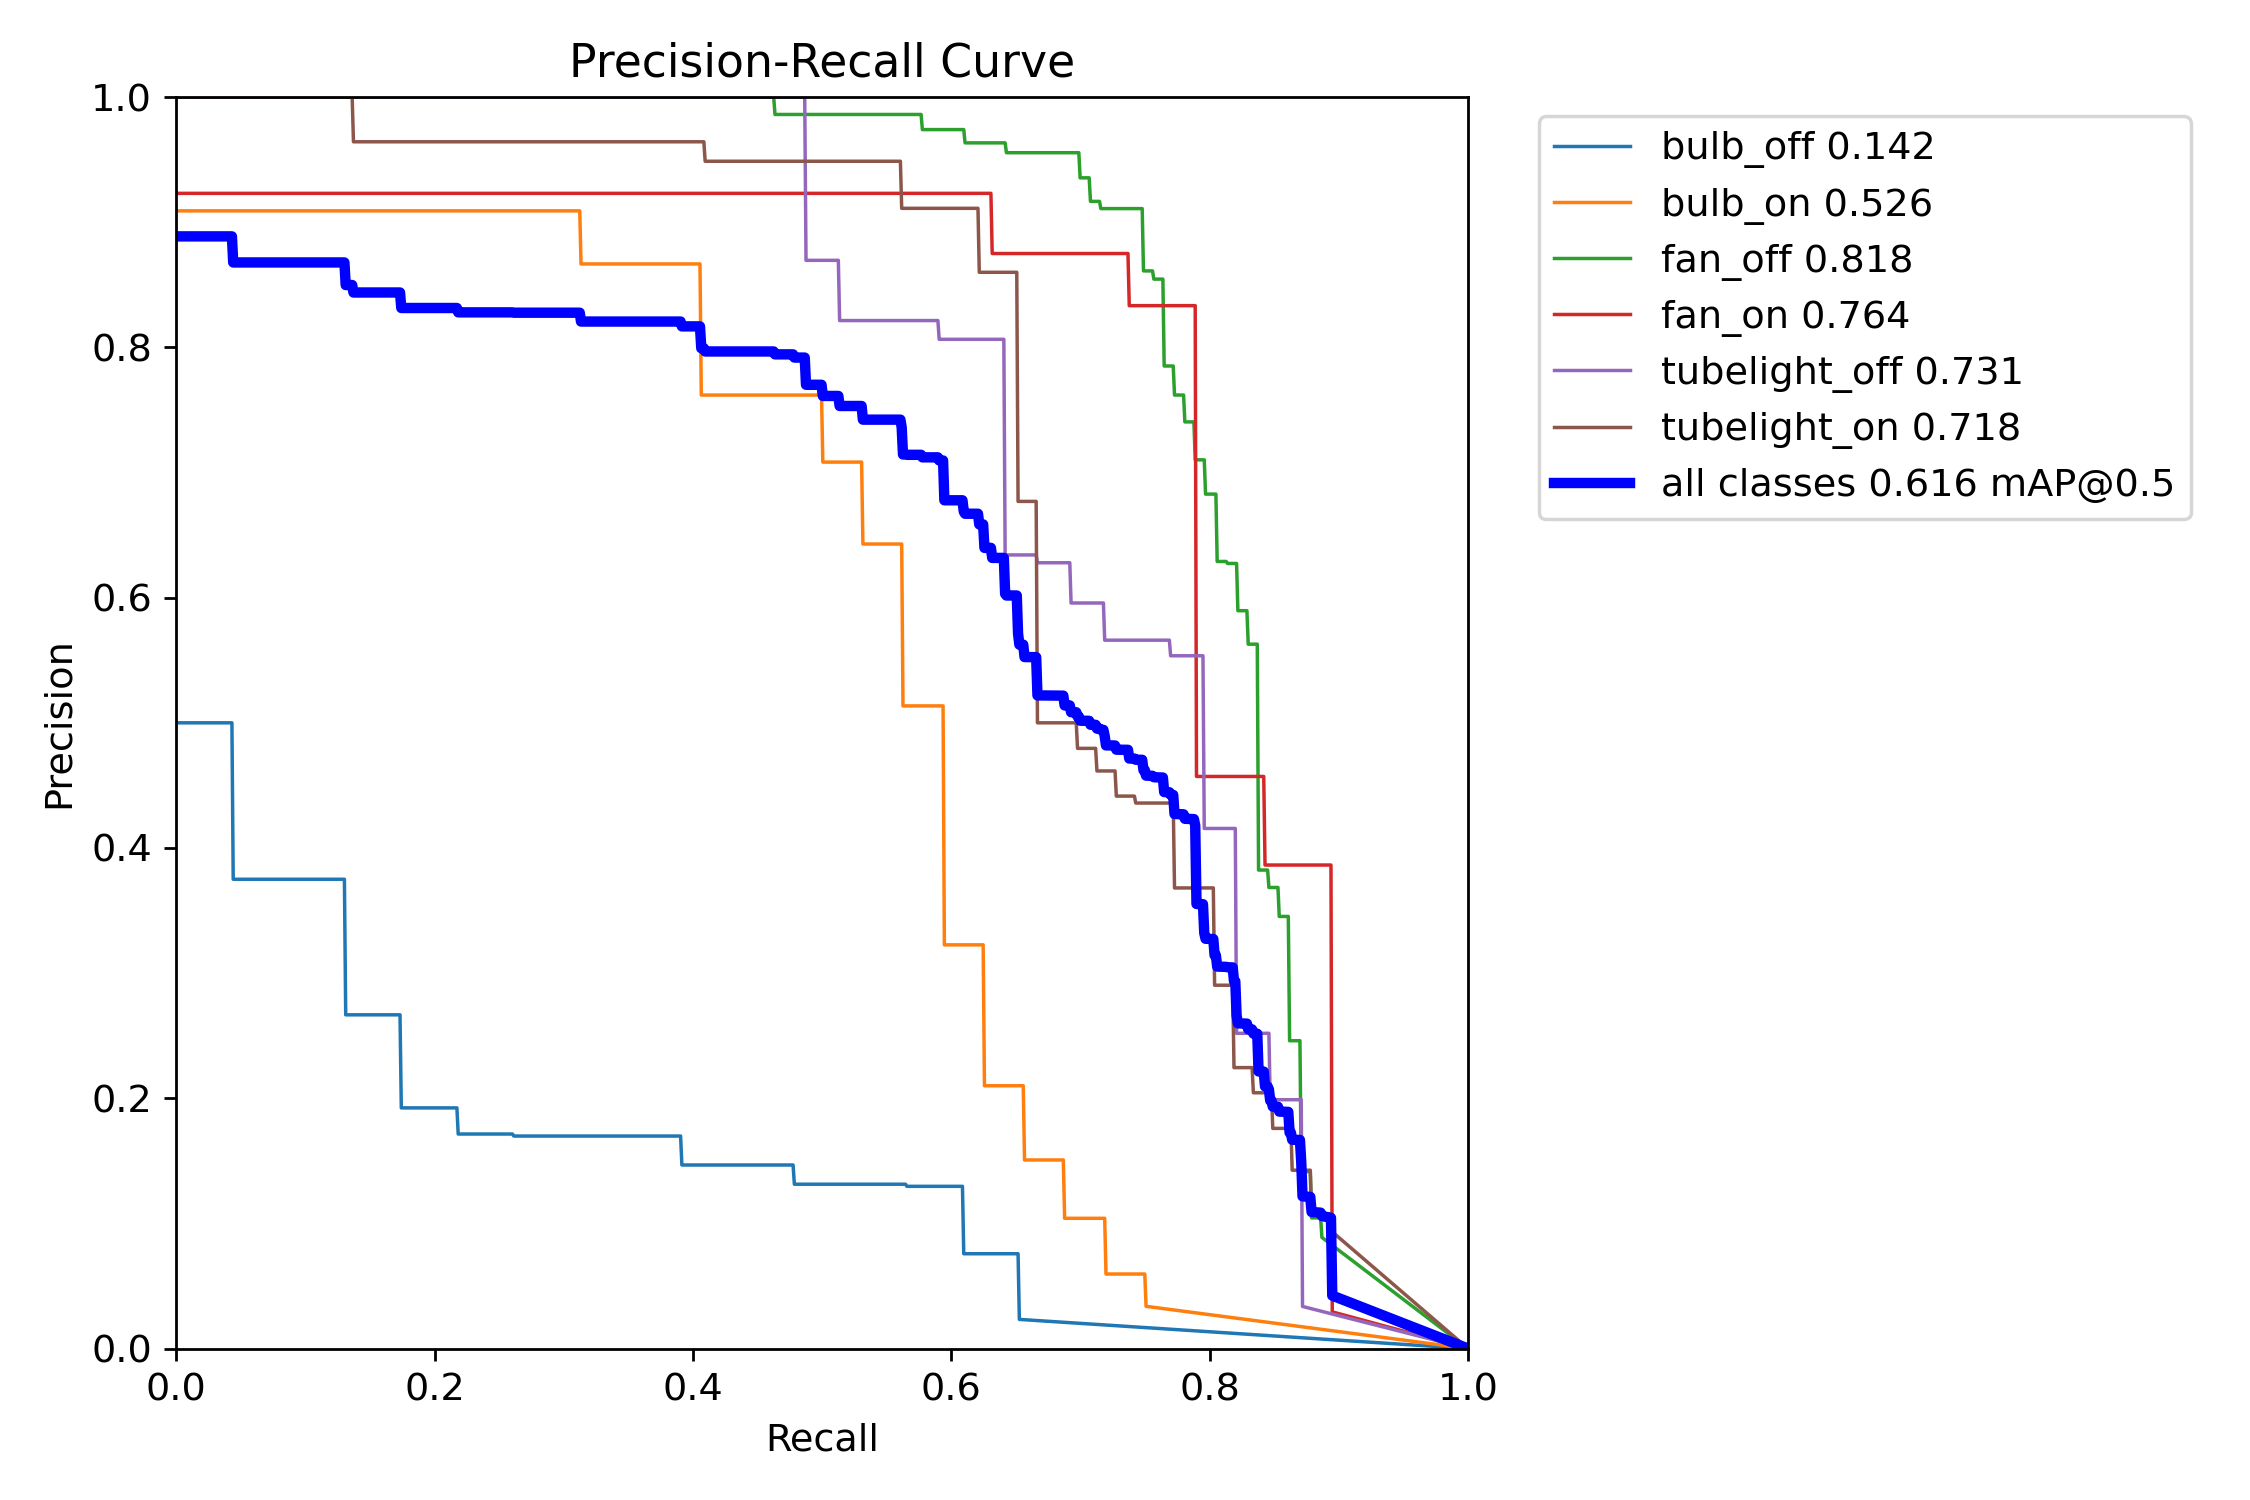 Precision-Recall Curve
1.0
0.8
0.6
0.4
0.2
0.0
Precision
0.0 0.2 0.4 0.6 0.8 1.0
Recall
bulb_off 0.142
bulb_on 0.526
fan_off 0.818
fan_on 0.764
tubelight_off 0.731
tubelight_on 0.718
all classes 0.616 mAP@0.5